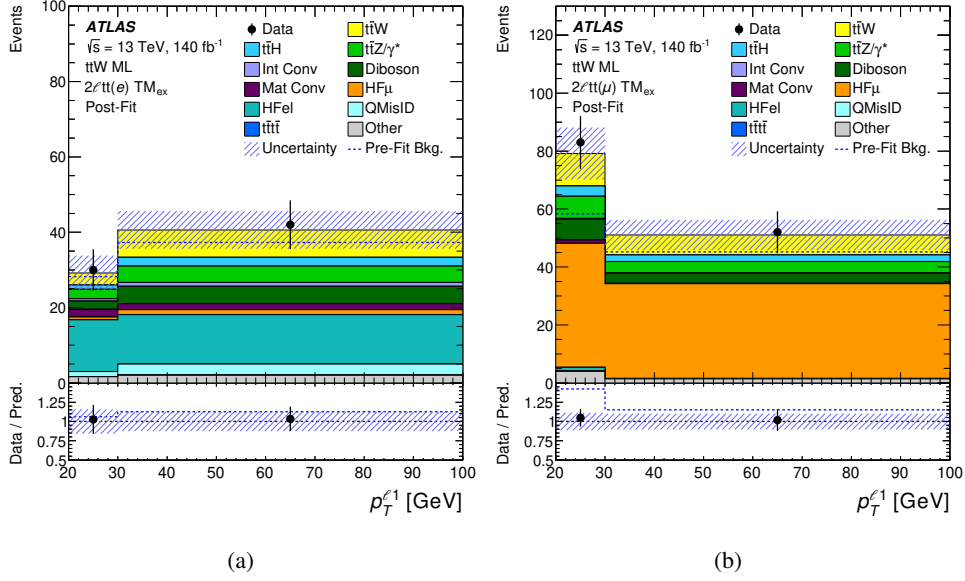 Events
100
80
60
40
20
0
ATLAS
√s = 13 TeV, 140 fb⁻¹
ttW ML
2ℓtt(e) TM_ex
Post-Fit
Data
tt̄W
tt̄H
tt̄Z/γ*
Int Conv
Diboson
Mat Conv
HFμ
HFel
QMisID
tt̄tt̄
Other
Uncertainty
Pre-Fit Bkg.
Data / Pred.
1.25
1
0.75
0.5
20 30 40 50 60 70 80 90 100
p_T^ℓ1 [GeV]
(a)
Events
120
100
80
60
40
20
0
ATLAS
√s = 13 TeV, 140 fb⁻¹
ttW ML
2ℓtt(μ) TM_ex
Post-Fit
Data
tt̄W
tt̄H
tt̄Z/γ*
Int Conv
Diboson
Mat Conv
HFμ
HFel
QMisID
tt̄tt̄
Other
Uncertainty
Pre-Fit Bkg.
Data / Pred.
1.25
1
0.75
0.5
20 30 40 50 60 70 80 90 100
p_T^ℓ1 [GeV]
(b)